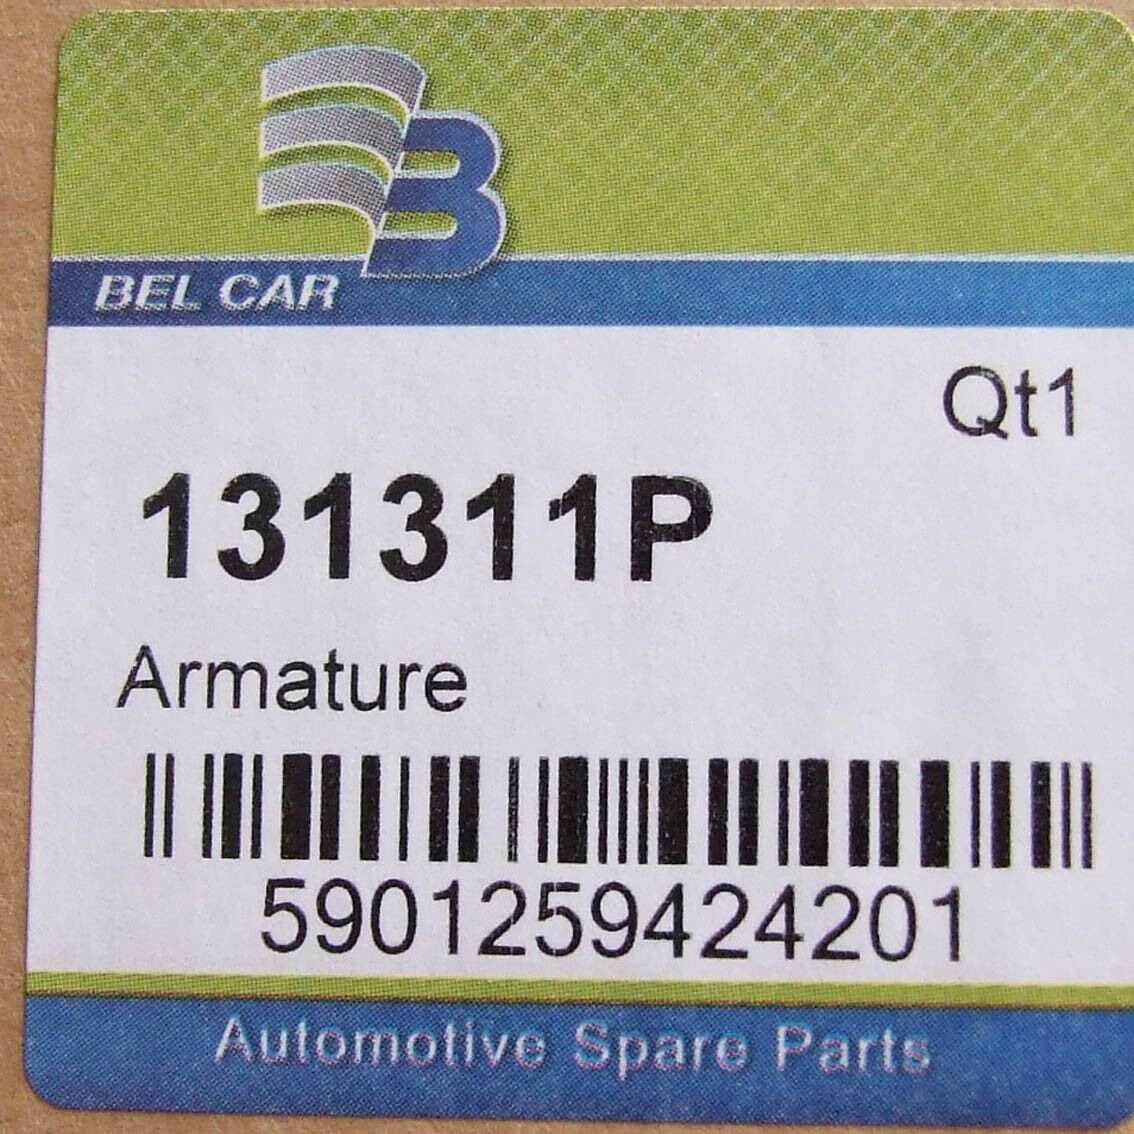 B
BEL CAR
Qt1
131311P
Armature
5901259424201
Automotive Spare Parts